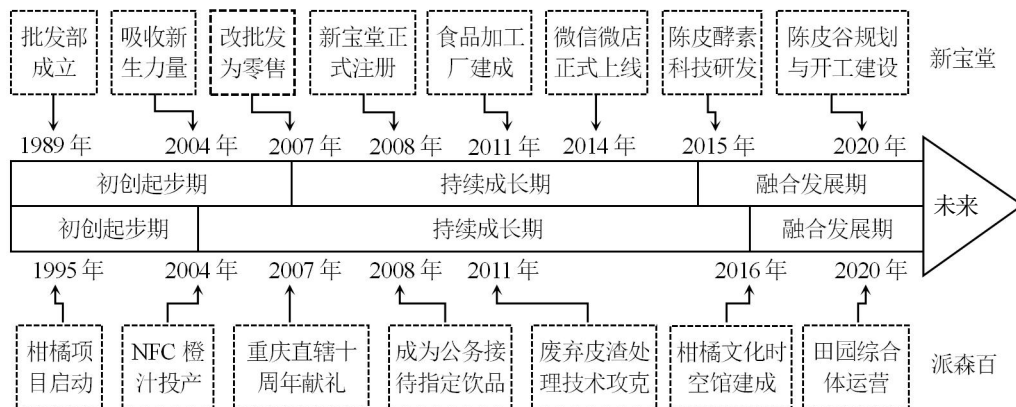 批发部
成立
吸收新
生力量
改批发
为零售
新宝堂正
式注册
食品加工
厂建成
微信微店
正式上线
陈皮酵素
科技研发
陈皮谷规划
与开工建设
新宝堂
1989 年
2004 年
2007 年
2008 年
2011 年
2014 年
2015 年
2020 年
初创起步期
持续成长期
融合发展期
未来
初创起步期
持续成长期
融合发展期
1995 年
2004 年
2007 年
2008 年
2011 年
2016 年
2020 年
柑橘项
目启动
NFC 橙
汁投产
重庆直辖十
周年献礼
成为公务接
待指定饮品
废弃皮渣处
理技术攻克
柑橘文化时
空馆建成
田园综合
体运营
派森百